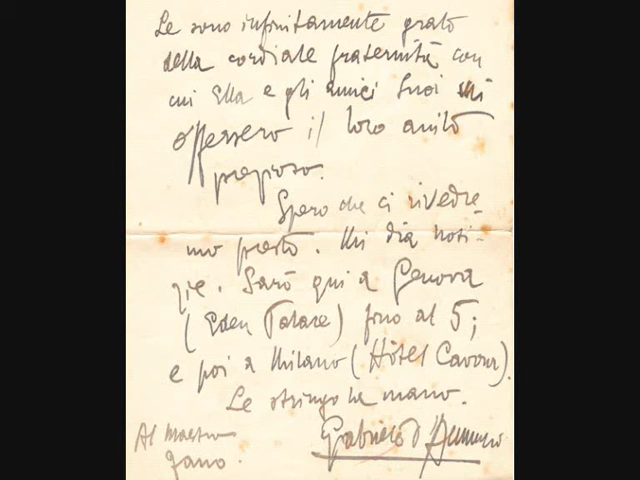 Le sono infinitamente grato
della cordiale fraternità con
cui Ella e gli amici Suoi mi
offersero il loro aiuto
prezioso.
Spero che ci rivedre-
mo presto. Mi dia noti-
zie. Sarò qui a Genova
(Eden Palace) fino al 5;
e poi a Milano (Hôtel Cavour).
Le stringo la mano.
Gabriele d'Annunzio
Al Maestro